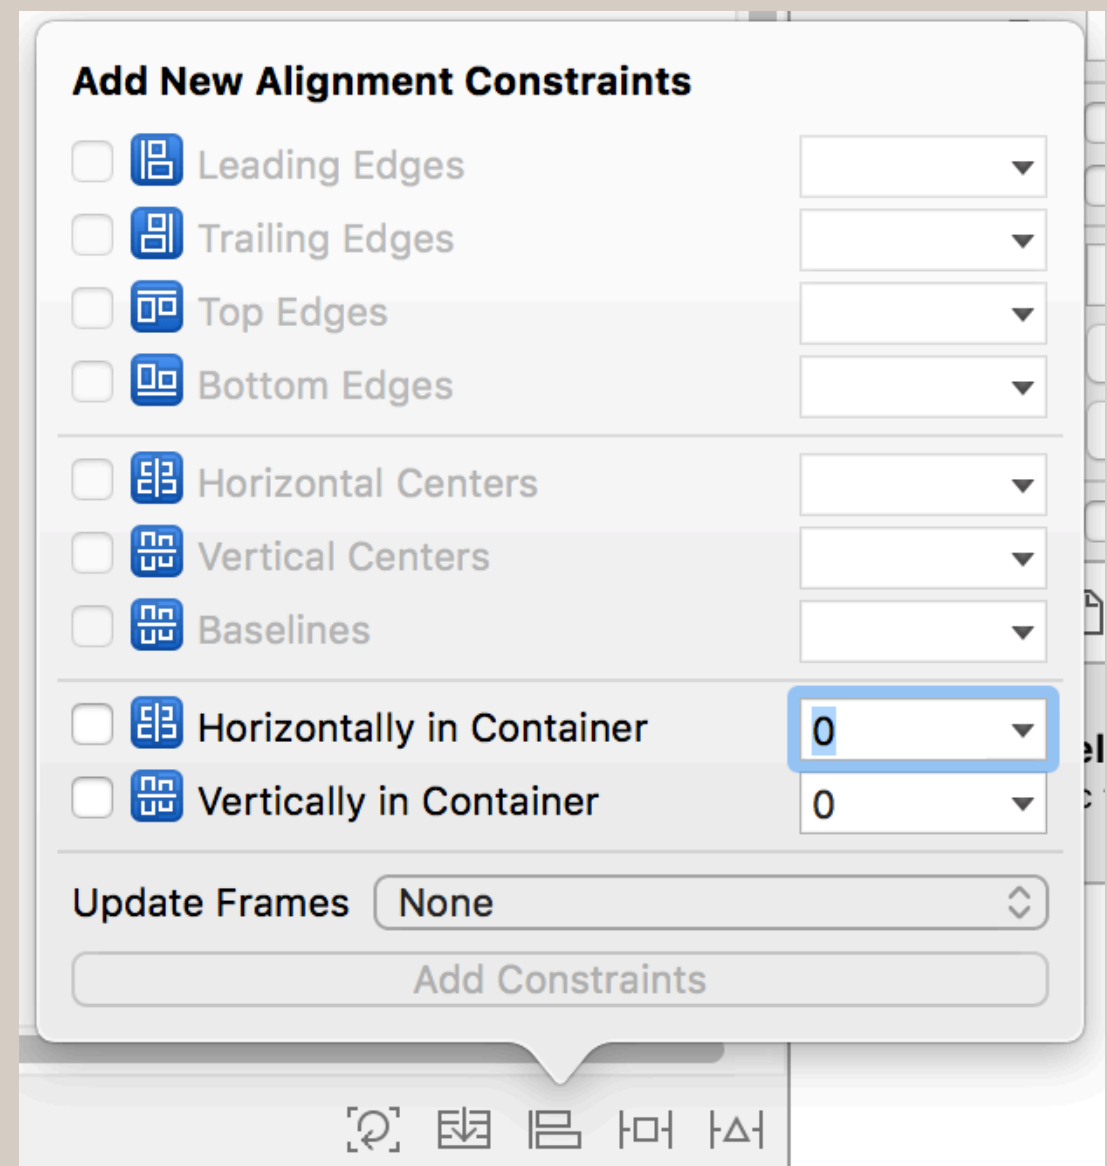 Add New Alignment Constraints
Leading Edges
Trailing Edges
Top Edges
Bottom Edges
Horizontal Centers
Vertical Centers
Baselines
Horizontally in Container 0
Vertically in Container 0
Update Frames None
Add Constraints